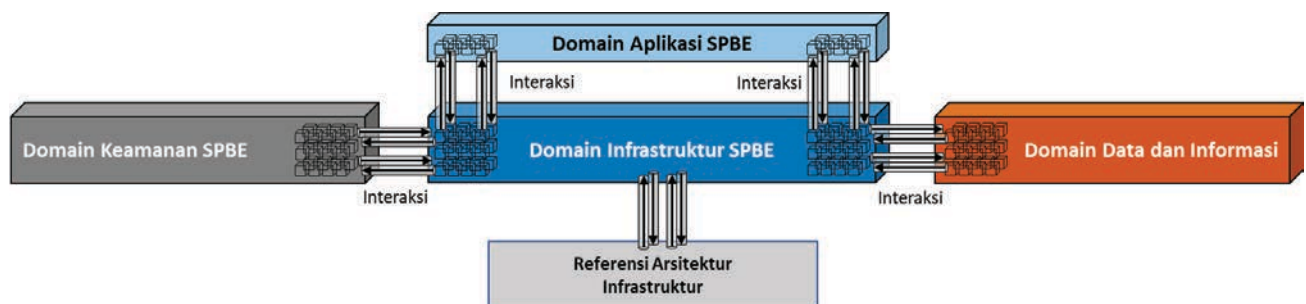 Domain Aplikasi SPBE
Interaksi
Interaksi
Domain Keamanan SPBE
Domain Infrastruktur SPBE
Domain Data dan Informasi
Interaksi
Interaksi
Referensi Arsitektur
Infrastruktur